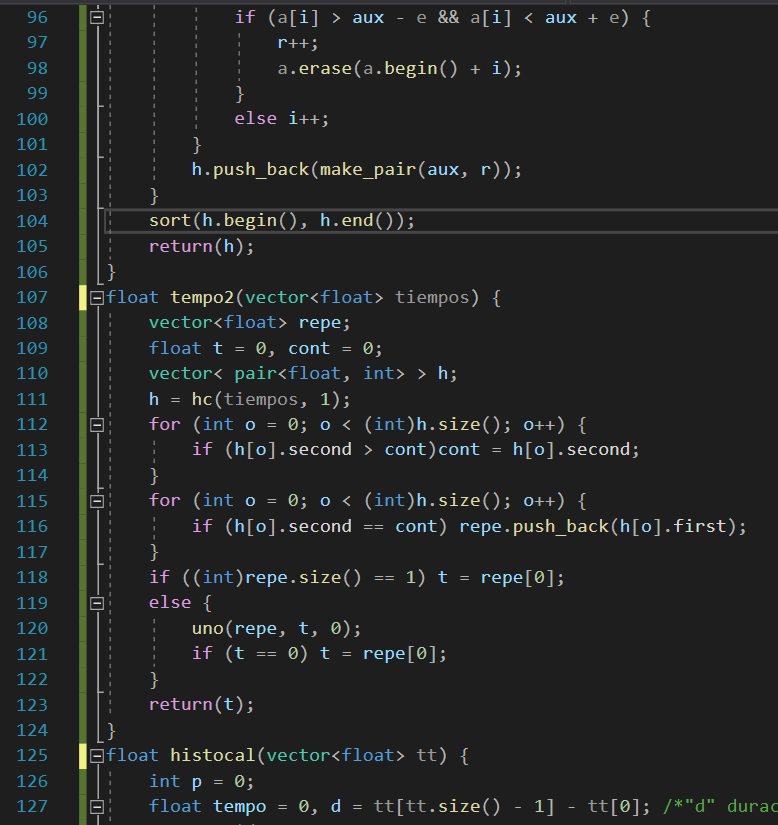 96 if (a[i] > aux - e && a[i] < aux + e) {
97 r++;
98 a.erase(a.begin() + i);
99 }
100 else i++;
101 }
102 h.push_back(make_pair(aux, r));
103 }
104 sort(h.begin(), h.end());
105 return(h);
106 }
107 float tempo2(vector<float> tiempos) {
108 vector<float> repe;
109 float t = 0, cont = 0;
110 vector< pair<float, int> > h;
111 h = hc(tiempos, 1);
112 for (int o = 0; o < (int)h.size(); o++) {
113 if (h[o].second > cont)cont = h[o].second;
114 }
115 for (int o = 0; o < (int)h.size(); o++) {
116 if (h[o].second == cont) repe.push_back(h[o].first);
117 }
118 if ((int)repe.size() == 1) t = repe[0];
119 else {
120 uno(repe, t, 0);
121 if (t == 0) t = repe[0];
122 }
123 return(t);
124 }
125 float histocal(vector<float> tt) {
126 int p = 0;
127 float tempo = 0, d = tt[tt.size() - 1] - tt[0]; /*"d" durac